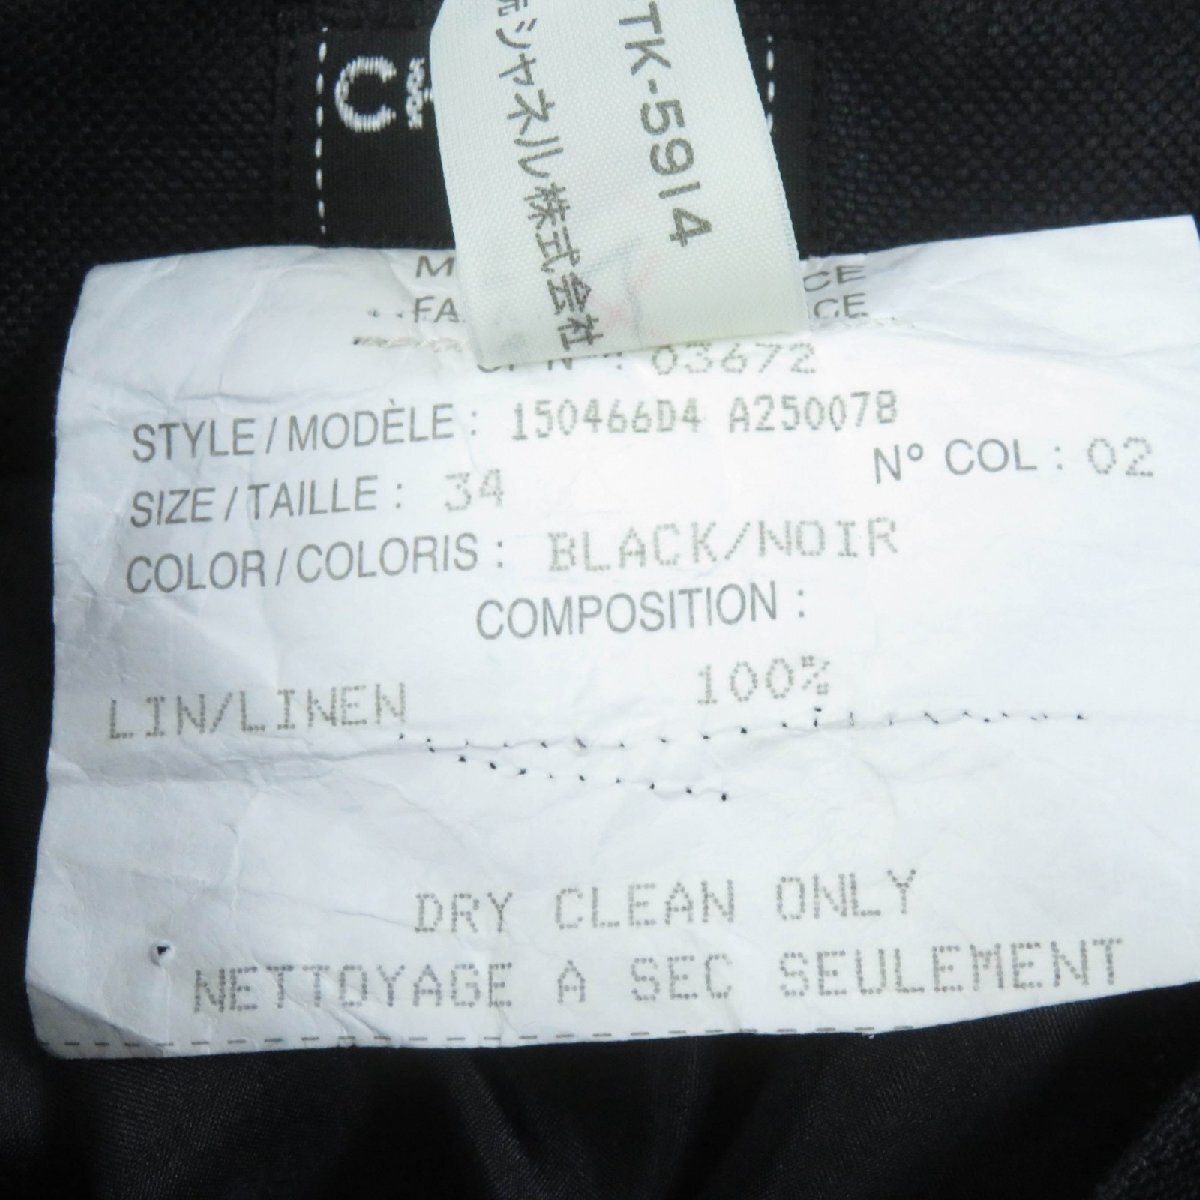 TK-5914
シャネル株式会社
03672
STYLE/MODÈLE : 150466D4 A25007B
SIZE/TAILLE : 34
N° COL : 02
COLOR/COLORIS : BLACK/NOIR
COMPOSITION :
LIN/LINEN 100%
DRY CLEAN ONLY
NETTOYAGE A SEC SEULEMENT